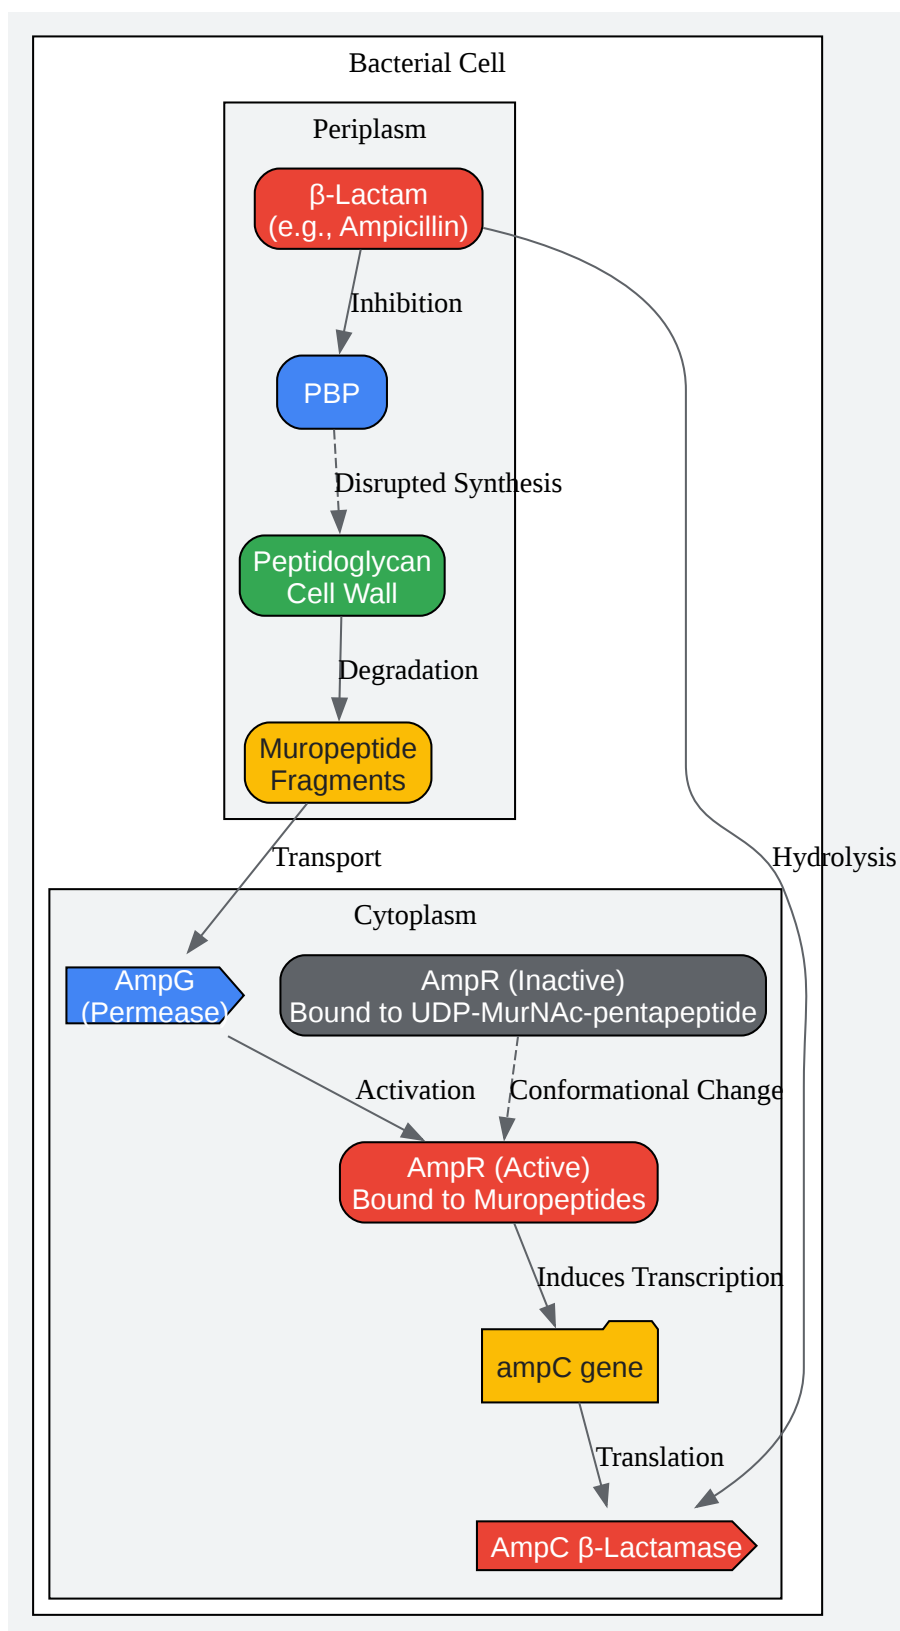 Bacterial Cell
Periplasm
β-Lactam
(e.g., Ampicillin)
Inhibition
PBP
Disrupted Synthesis
Peptidoglycan
Cell Wall
Degradation
Muropeptide
Fragments
Transport
Hydrolysis
Cytoplasm
AmpG
(Permease)
AmpR (Inactive)
Bound to UDP-MurNAc-pentapeptide
Activation
Conformational Change
AmpR (Active)
Bound to Muropeptides
Induces Transcription
ampC gene
Translation
AmpC β-Lactamase